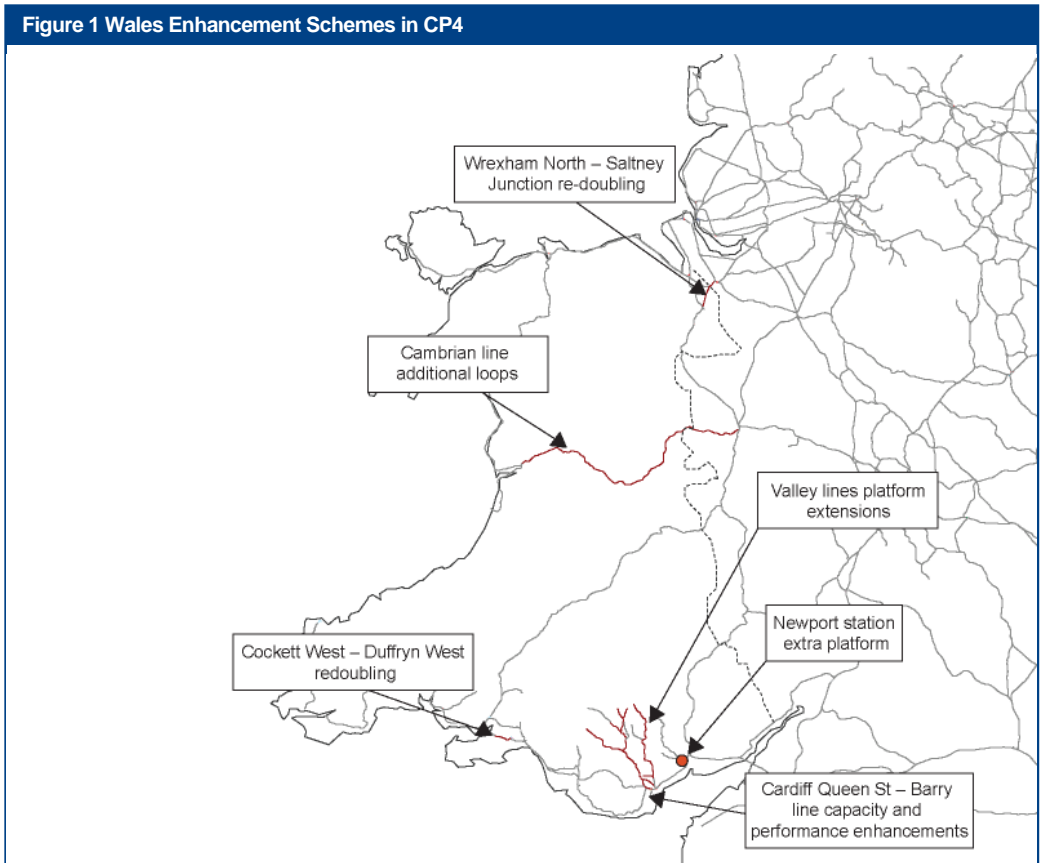 Figure 1 Wales Enhancement Schemes in CP4
Wrexham North – Saltney
Junction re-doubling
Cambrian line
additional loops
Valley lines platform
extensions
Newport station
extra platform
Cockett West – Duffryn West
redoubling
Cardiff Queen St – Barry
line capacity and
performance enhancements